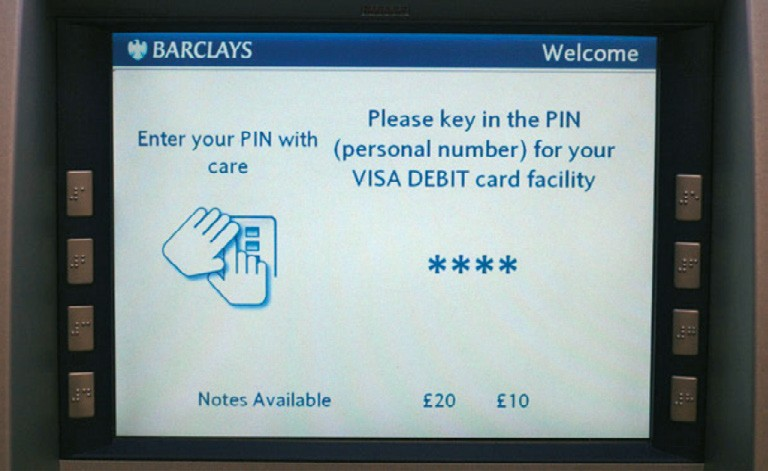 BARCLAYS
Welcome
Enter your PIN with
care
Please key in the PIN
(personal number) for your
VISA DEBIT card facility
****
Notes Available £20 £10